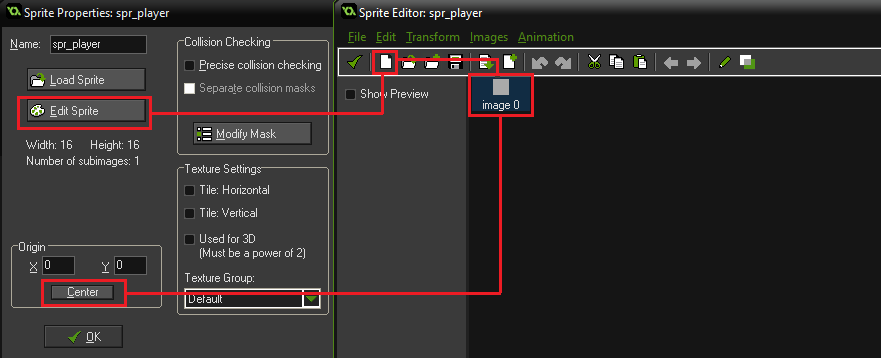 Sprite Properties: spr_player
Name: spr_player
Load Sprite
Edit Sprite
Width: 16 Height: 16
Number of subimages: 1
Origin
X 0 Y 0
Center
OK
Collision Checking
Precise collision checking
Separate collision masks
Modify Mask
Texture Settings
Tile: Horizontal
Tile: Vertical
Used for 3D
(Must be a power of 2)
Texture Group:
Default
Sprite Editor: spr_player
File Edit Transform Images Animation
Show Preview
image 0